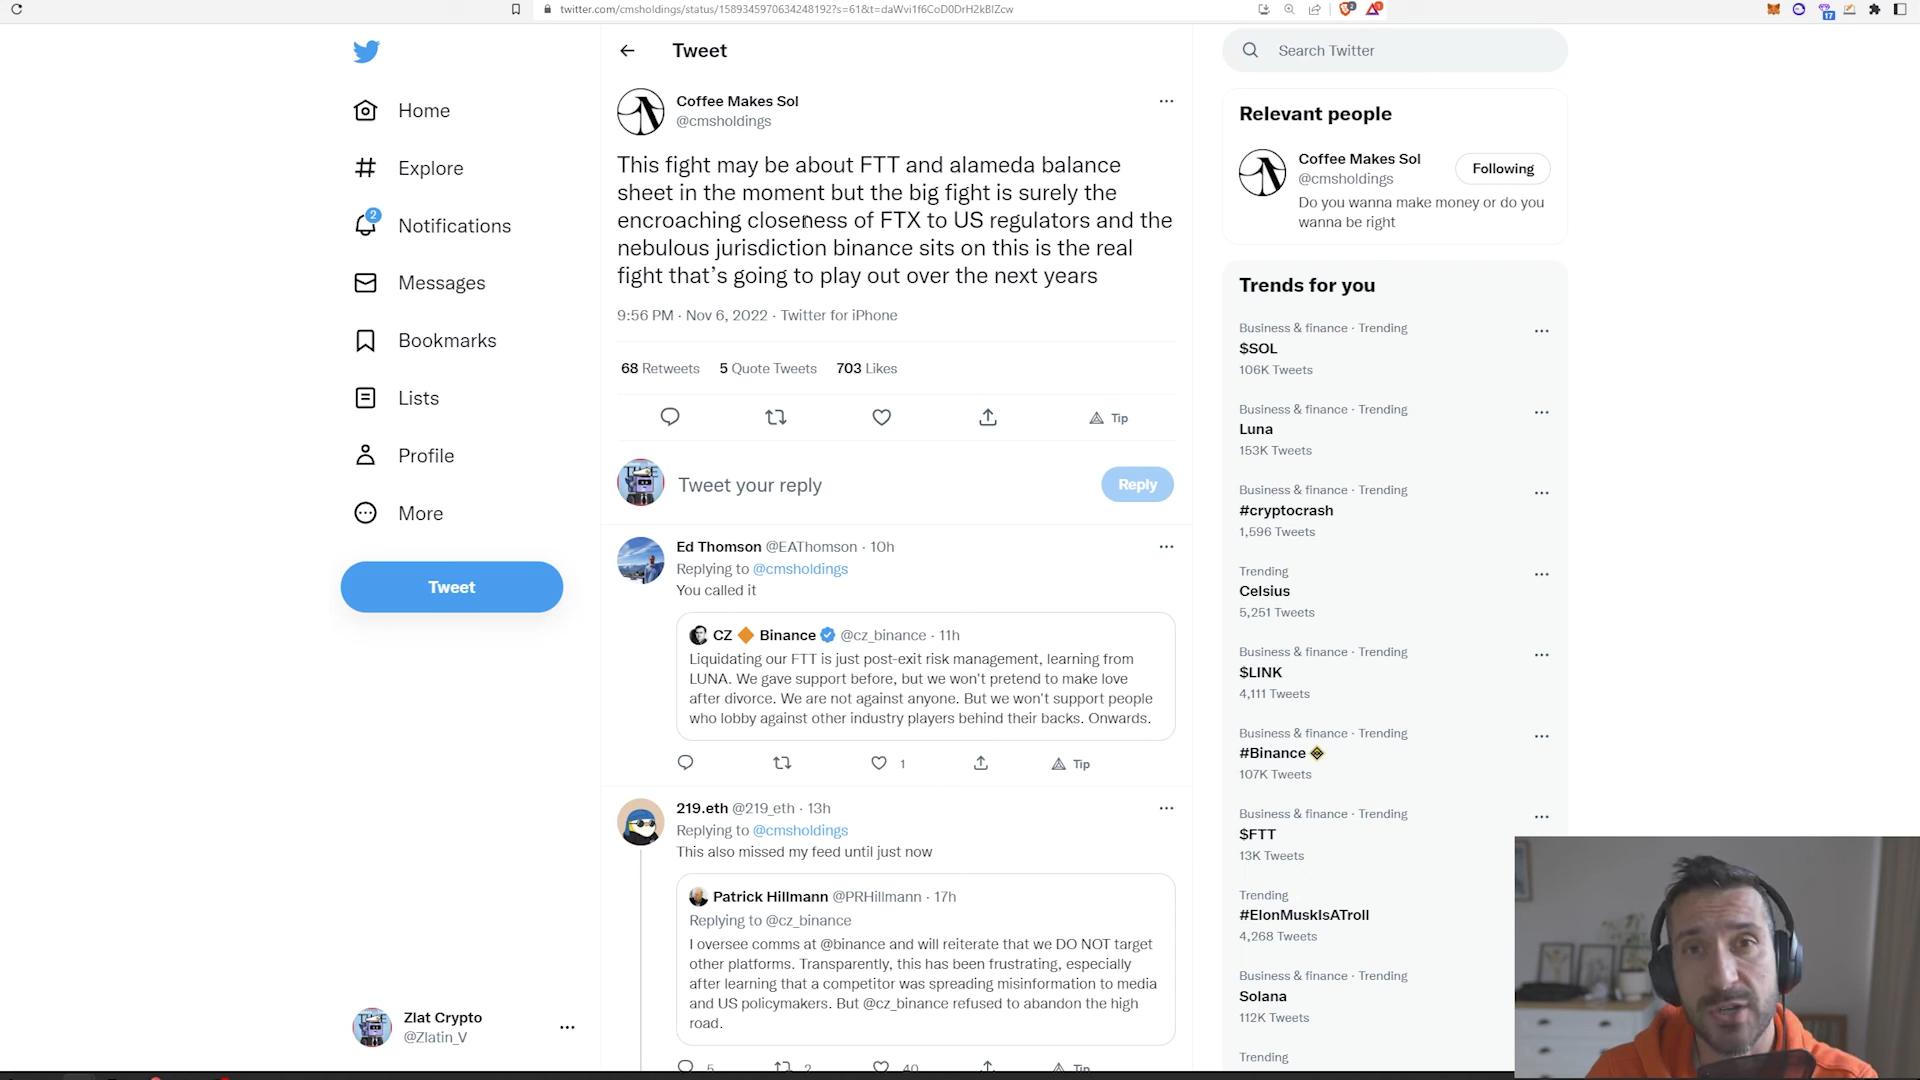 twitter.com/cmsholdings/status/1589345970634248192?s=61&t=daWvi1f6CoD0DrH2kBIZcw
2
17
Home
Explore
2
Notifications
Messages
Bookmarks
Lists
Profile
More
Tweet
Zlat Crypto
@Zlatin_V
Tweet
Coffee Makes Sol
@cmsholdings
This fight may be about FTT and alameda balance
sheet in the moment but the big fight is surely the
encroaching closeness of FTX to US regulators and the
nebulous jurisdiction binance sits on this is the real
fight that's going to play out over the next years
9:56 PM · Nov 6, 2022 · Twitter for iPhone
68 Retweets 5 Quote Tweets 703 Likes
Tip
Tweet your reply
Reply
Ed Thomson @EAThomson · 10h
Replying to @cmsholdings
You called it
CZ 🔶 Binance @cz_binance · 11h
Liquidating our FTT is just post-exit risk management, learning from
LUNA. We gave support before, but we won't pretend to make love
after divorce. We are not against anyone. But we won't support people
who lobby against other industry players behind their backs. Onwards.
1
Tip
219.eth @219_eth · 13h
Replying to @cmsholdings
This also missed my feed until just now
Patrick Hillmann @PRHillmann · 17h
Replying to @cz_binance
I oversee comms at @binance and will reiterate that we DO NOT target
other platforms. Transparently, this has been frustrating, especially
after learning that a competitor was spreading misinformation to media
and US policymakers. But @cz_binance refused to abandon the high
road.
5 2 40 Tip
Search Twitter
Relevant people
Coffee Makes Sol
@cmsholdings
Following
Do you wanna make money or do you
wanna be right
Trends for you
Business & finance · Trending
$SOL
106K Tweets
Business & finance · Trending
Luna
153K Tweets
Business & finance · Trending
#cryptocrash
1,596 Tweets
Trending
Celsius
5,251 Tweets
Business & finance · Trending
$LINK
4,111 Tweets
Business & finance · Trending
#Binance
107K Tweets
Business & finance · Trending
$FTT
13K Tweets
Trending
#ElonMuskIsATroll
4,268 Tweets
Business & finance · Trending
Solana
112K Tweets
Trending